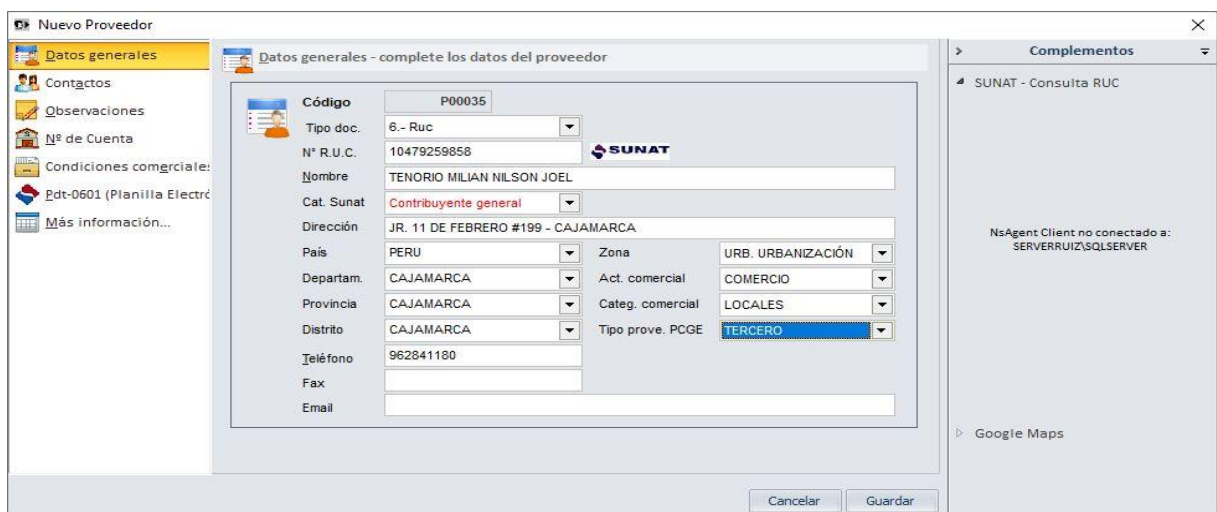 Nuevo Proveedor
Datos generales
Contactos
Observaciones
Nº de Cuenta
Condiciones comerciale
Pdt-0601 (Planilla Electró
Más información...
Datos generales - complete los datos del proveedor
Código P00035
Tipo doc. 6.- Ruc
N° R.U.C. 10479259858 SUNAT
Nombre TENORIO MILIAN NILSON JOEL
Cat. Sunat Contribuyente general
Dirección JR. 11 DE FEBRERO #199 - CAJAMARCA
País PERU Zona URB. URBANIZACIÓN
Departam. CAJAMARCA Act. comercial COMERCIO
Provincia CAJAMARCA Categ. comercial LOCALES
Distrito CAJAMARCA Tipo prove. PCGE TERCERO
Teléfono 962841180
Fax
Email
Cancelar Guardar
Complementos
SUNAT - Consulta RUC
NsAgent Client no conectado a:
SERVERRUIZ\SQLSERVER
Google Maps